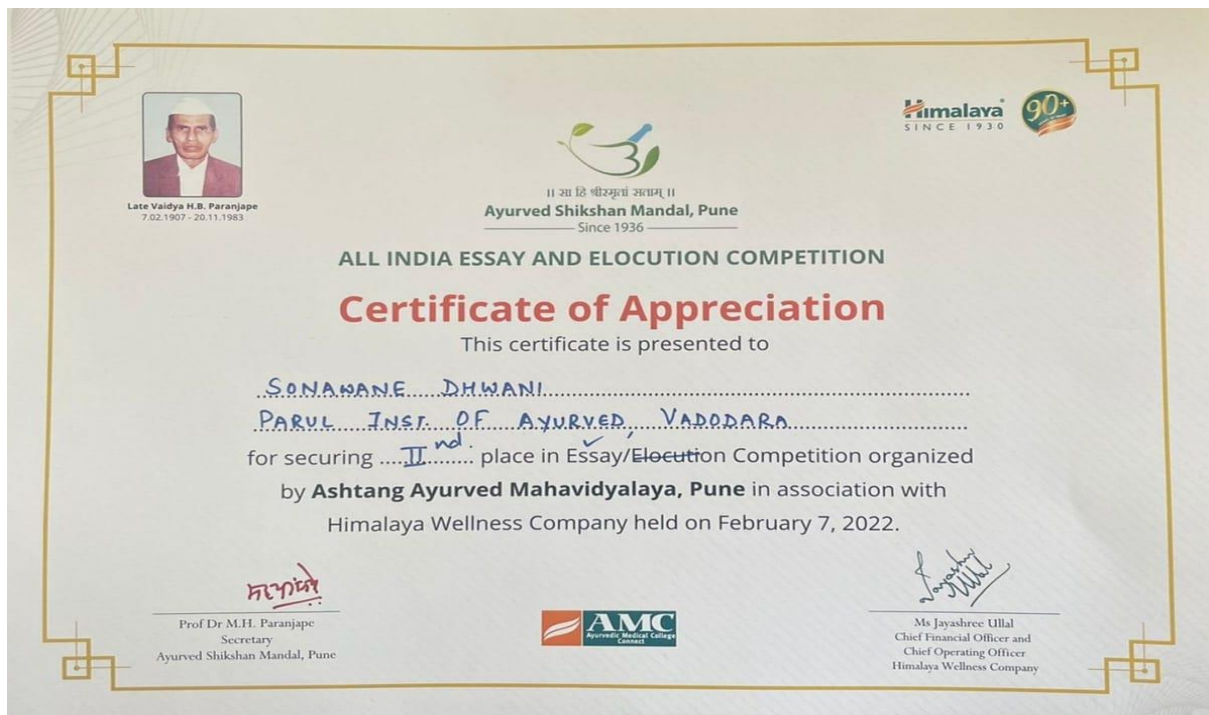 Himalaya
SINCE 1930
90+
Late Vaidya H.B. Paranjape
7.02.1907 - 20.11.1983
॥ सा हि श्रीरमृतां सताम् ॥
Ayurved Shikshan Mandal, Pune
Since 1936
ALL INDIA ESSAY AND ELOCUTION COMPETITION
Certificate of Appreciation
This certificate is presented to
SONAWANE DHWANI
PARUL INST. OF AYURVED, VADODARA
for securing II nd. place in Essay/Elocution Competition organized
by Ashtang Ayurved Mahavidyalaya, Pune in association with
Himalaya Wellness Company held on February 7, 2022.
Jayashree Ullal
Prof Dr M.H. Paranjape
Secretary
Ayurved Shikshan Mandal, Pune
AMC
Ayurvedic Medical College
Connect
Ms Jayashree Ullal
Chief Financial Officer and
Chief Operating Officer
Himalaya Wellness Company